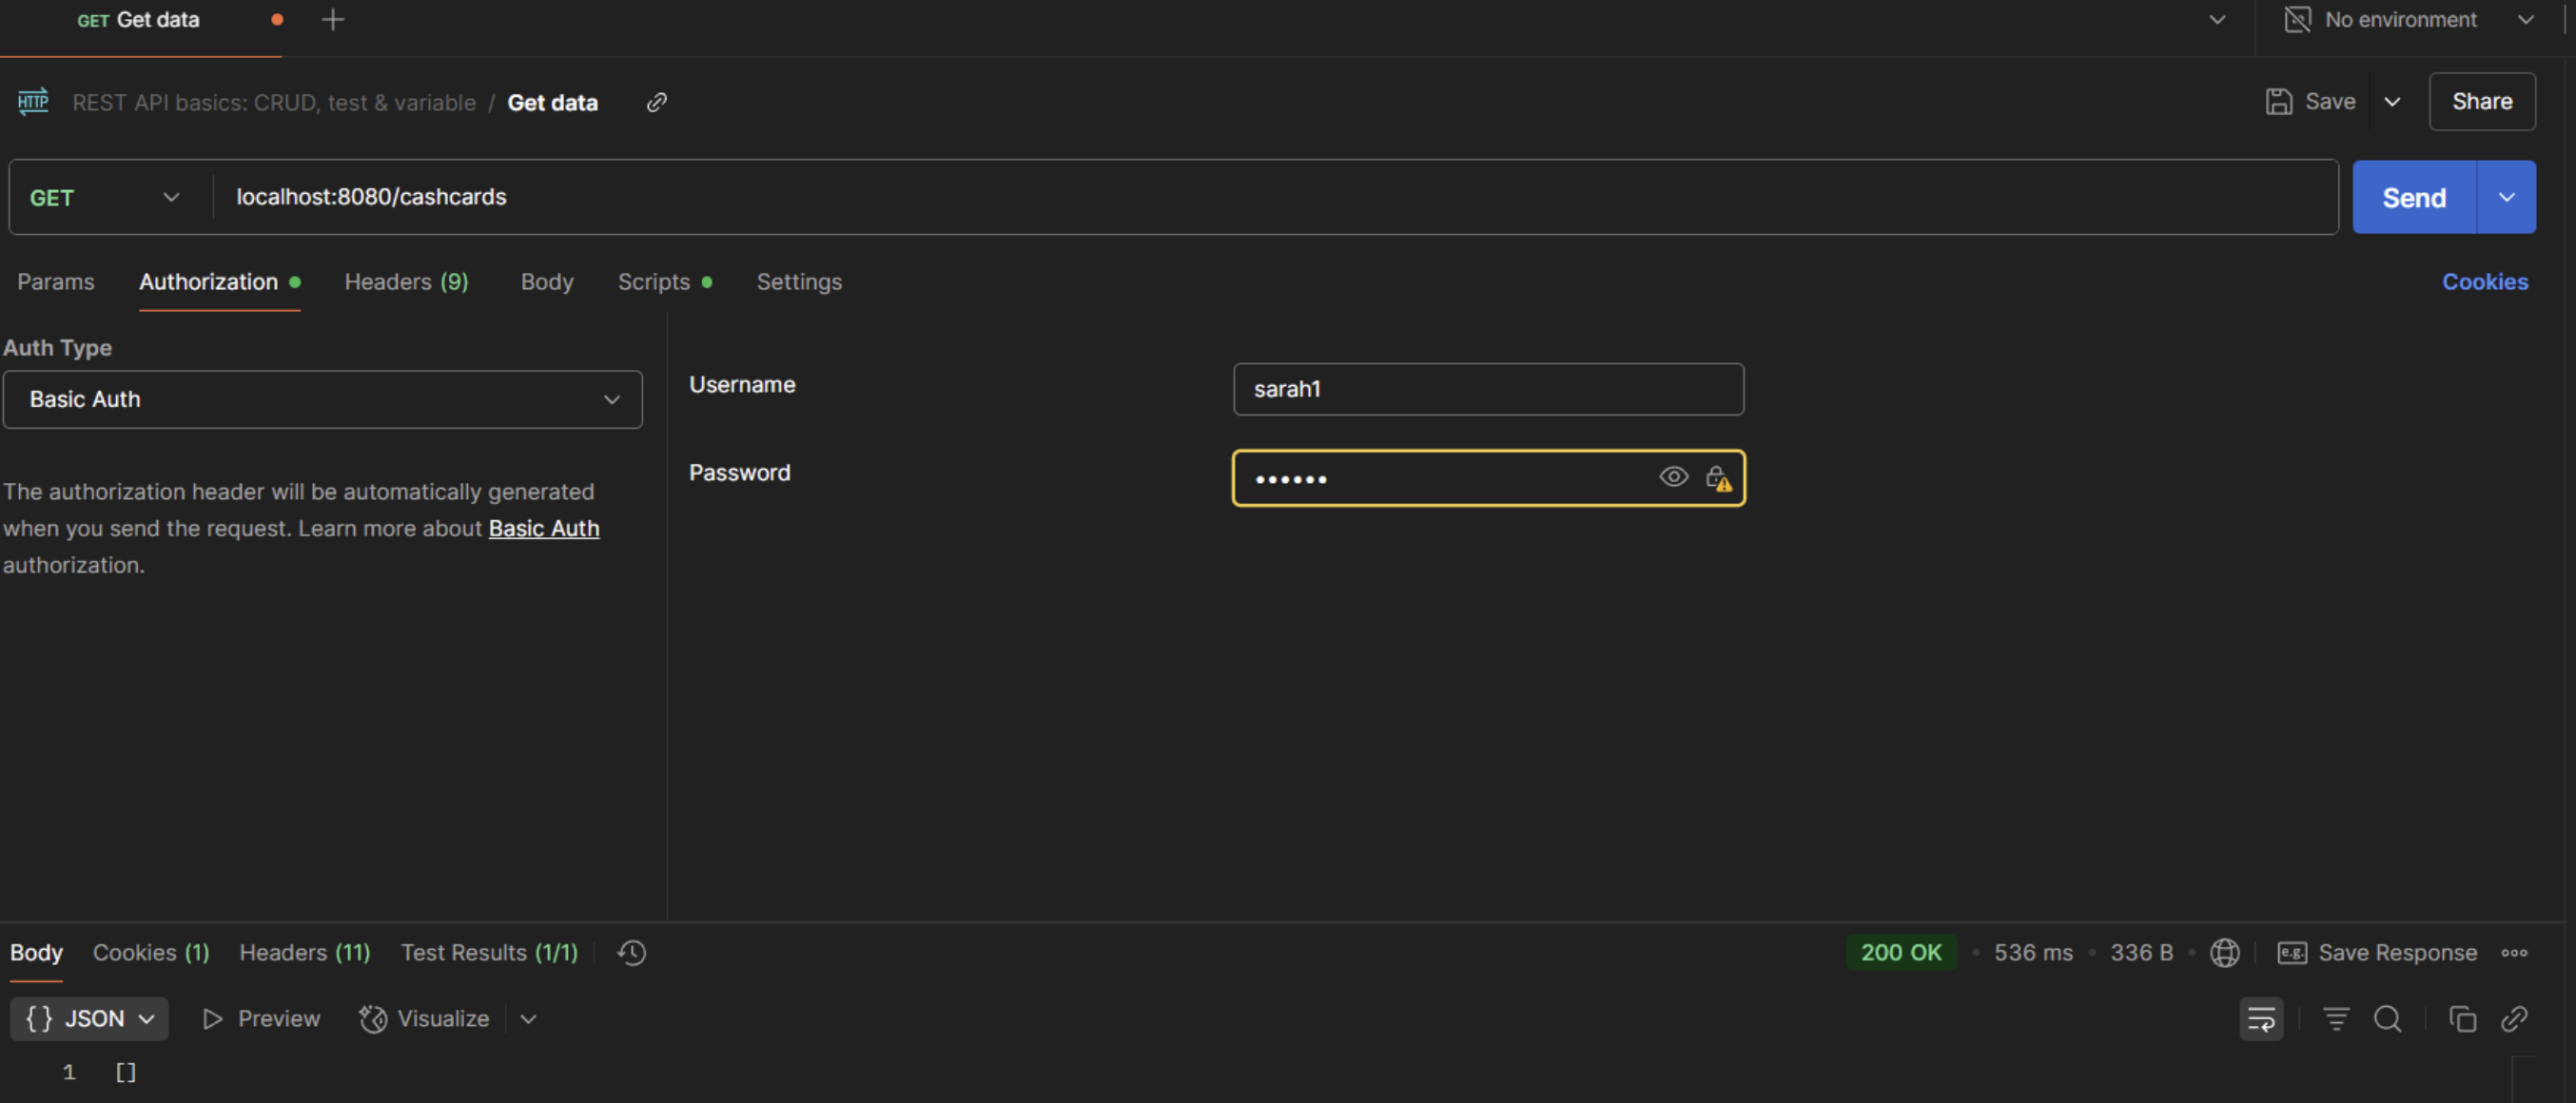 GET Get data
No environment
HTTP REST API basics: CRUD, test & variable / Get data
Save
Share
GET
localhost:8080/cashcards
Send
Params
Authorization
Headers (9)
Body
Scripts
Settings
Cookies
Auth Type
Basic Auth
The authorization header will be automatically generated
when you send the request. Learn more about Basic Auth
authorization.
Username
sarah1
Password
••••••
Body
Cookies (1)
Headers (11)
Test Results (1/1)
200 OK • 536 ms • 336 B
e.g. Save Response
{} JSON
Preview
Visualize
1 []